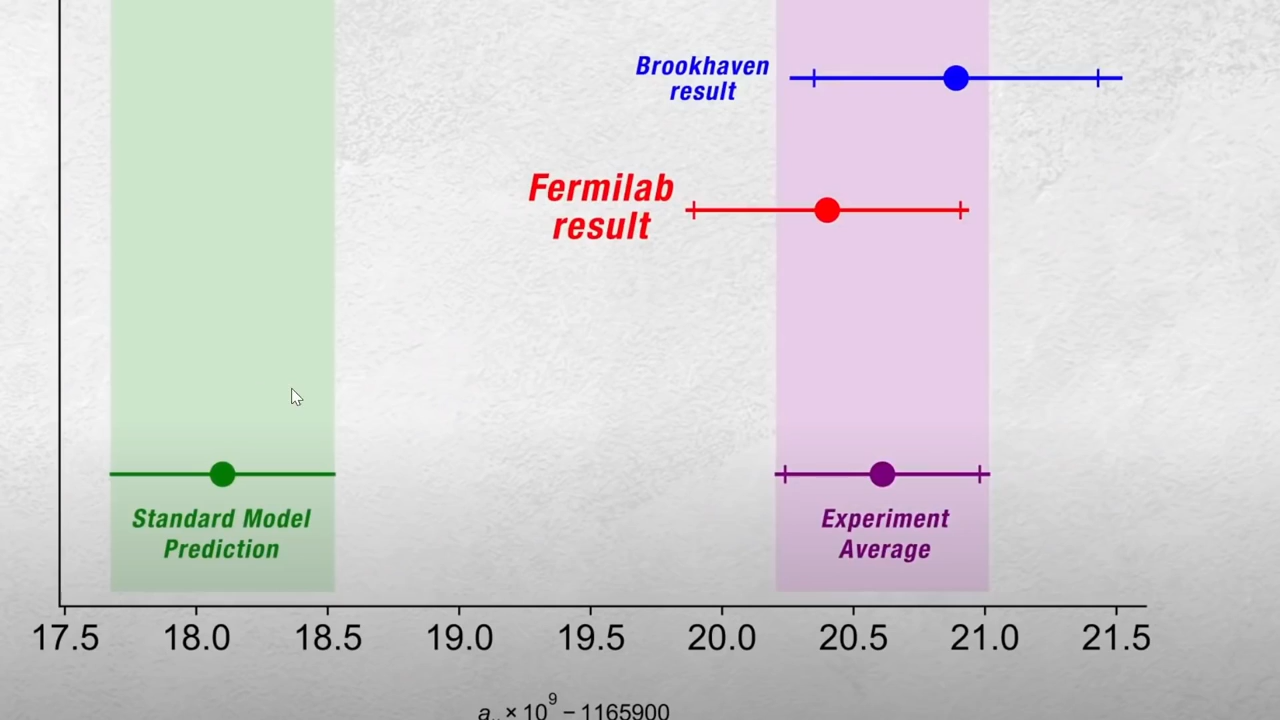 Brookhaven
result
Fermilab
result
Standard Model
Prediction
Experiment
Average
17.5 18.0 18.5 19.0 19.5 20.0 20.5 21.0 21.5
× 10⁹ − 1165900